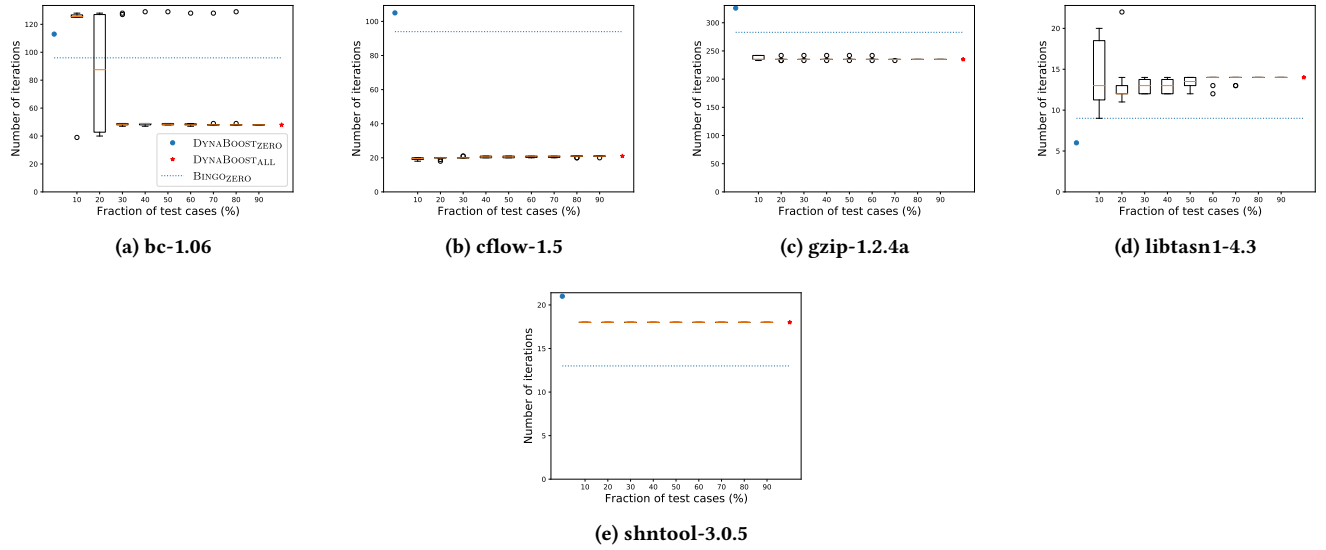 120
100
80
60
40
20
0
Number of iterations
10 20 30 40 50 60 70 80 90
Fraction of test cases (%)
DYNABOOSTZERO
DYNABOOSTALL
BINGOZERO
(a) bc-1.06
100
80
60
40
20
0
Number of iterations
10 20 30 40 50 60 70 80 90
Fraction of test cases (%)
(b) cflow-1.5
300
250
200
150
100
50
0
Number of iterations
10 20 30 40 50 60 70 80 90
Fraction of test cases (%)
(c) gzip-1.2.4a
20
15
10
5
0
Number of iterations
10 20 30 40 50 60 70 80 90
Fraction of test cases (%)
(d) libtasn1-4.3
20
15
10
5
0
Number of iterations
10 20 30 40 50 60 70 80 90
Fraction of test cases (%)
(e) shntool-3.0.5